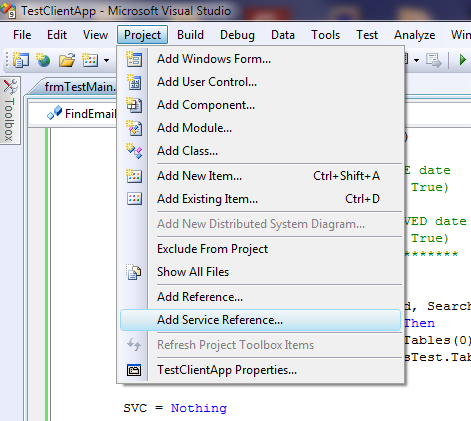 TestClientApp - Microsoft Visual Studio
File Edit View Project Build Debug Data Tools Test Analyze
Toolbox
frmTestMain.
FindEmail
Add Windows Form...
Add User Control...
Add Component...
Add Module...
Add Class...
Add New Item... Ctrl+Shift+A
Add Existing Item... Ctrl+D
Add New Distributed System Diagram...
Exclude From Project
Show All Files
Add Reference...
Add Service Reference...
Refresh Project Toolbox Items
TestClientApp Properties...
)
E date
True)
VED date
True)
*******
d, Search
Then
Tables(0)
sTest.Tab
SVC = Nothing